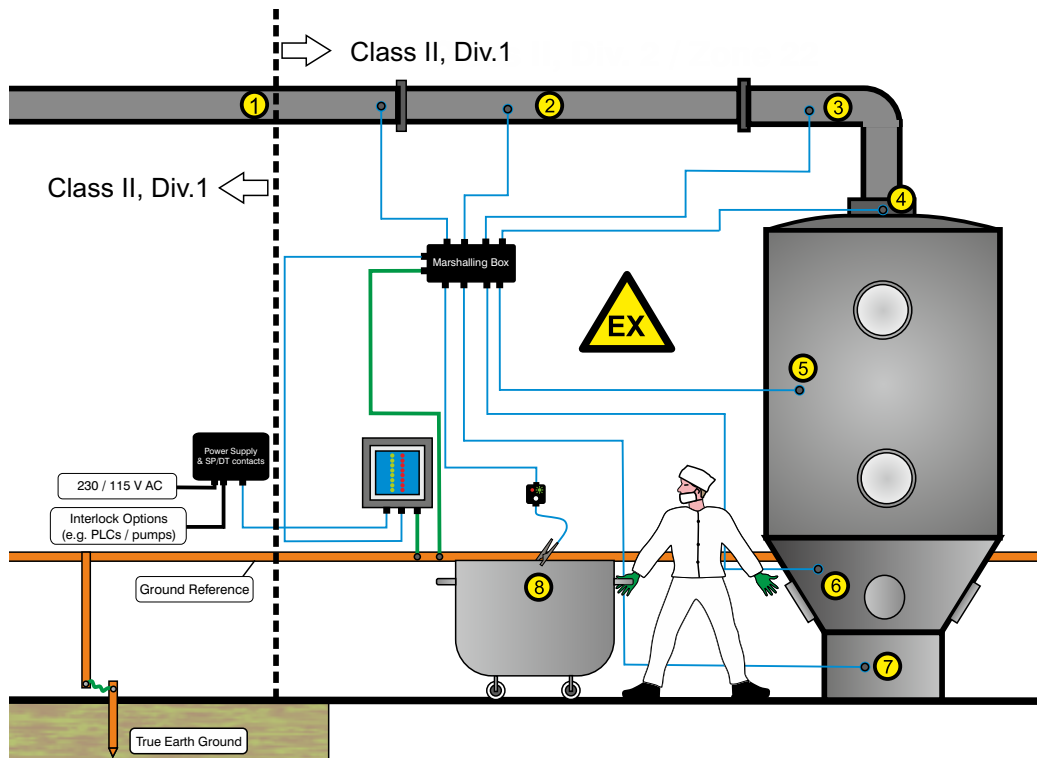 Class II, Div.1
1
2
3
Class II, Div.1
4
Marshalling Box
EX
5
Power Supply
& SP/DT contacts
230 / 115 V AC
Interlock Options
(e.g. PLCs / pumps)
Ground Reference
8
6
7
True Earth Ground